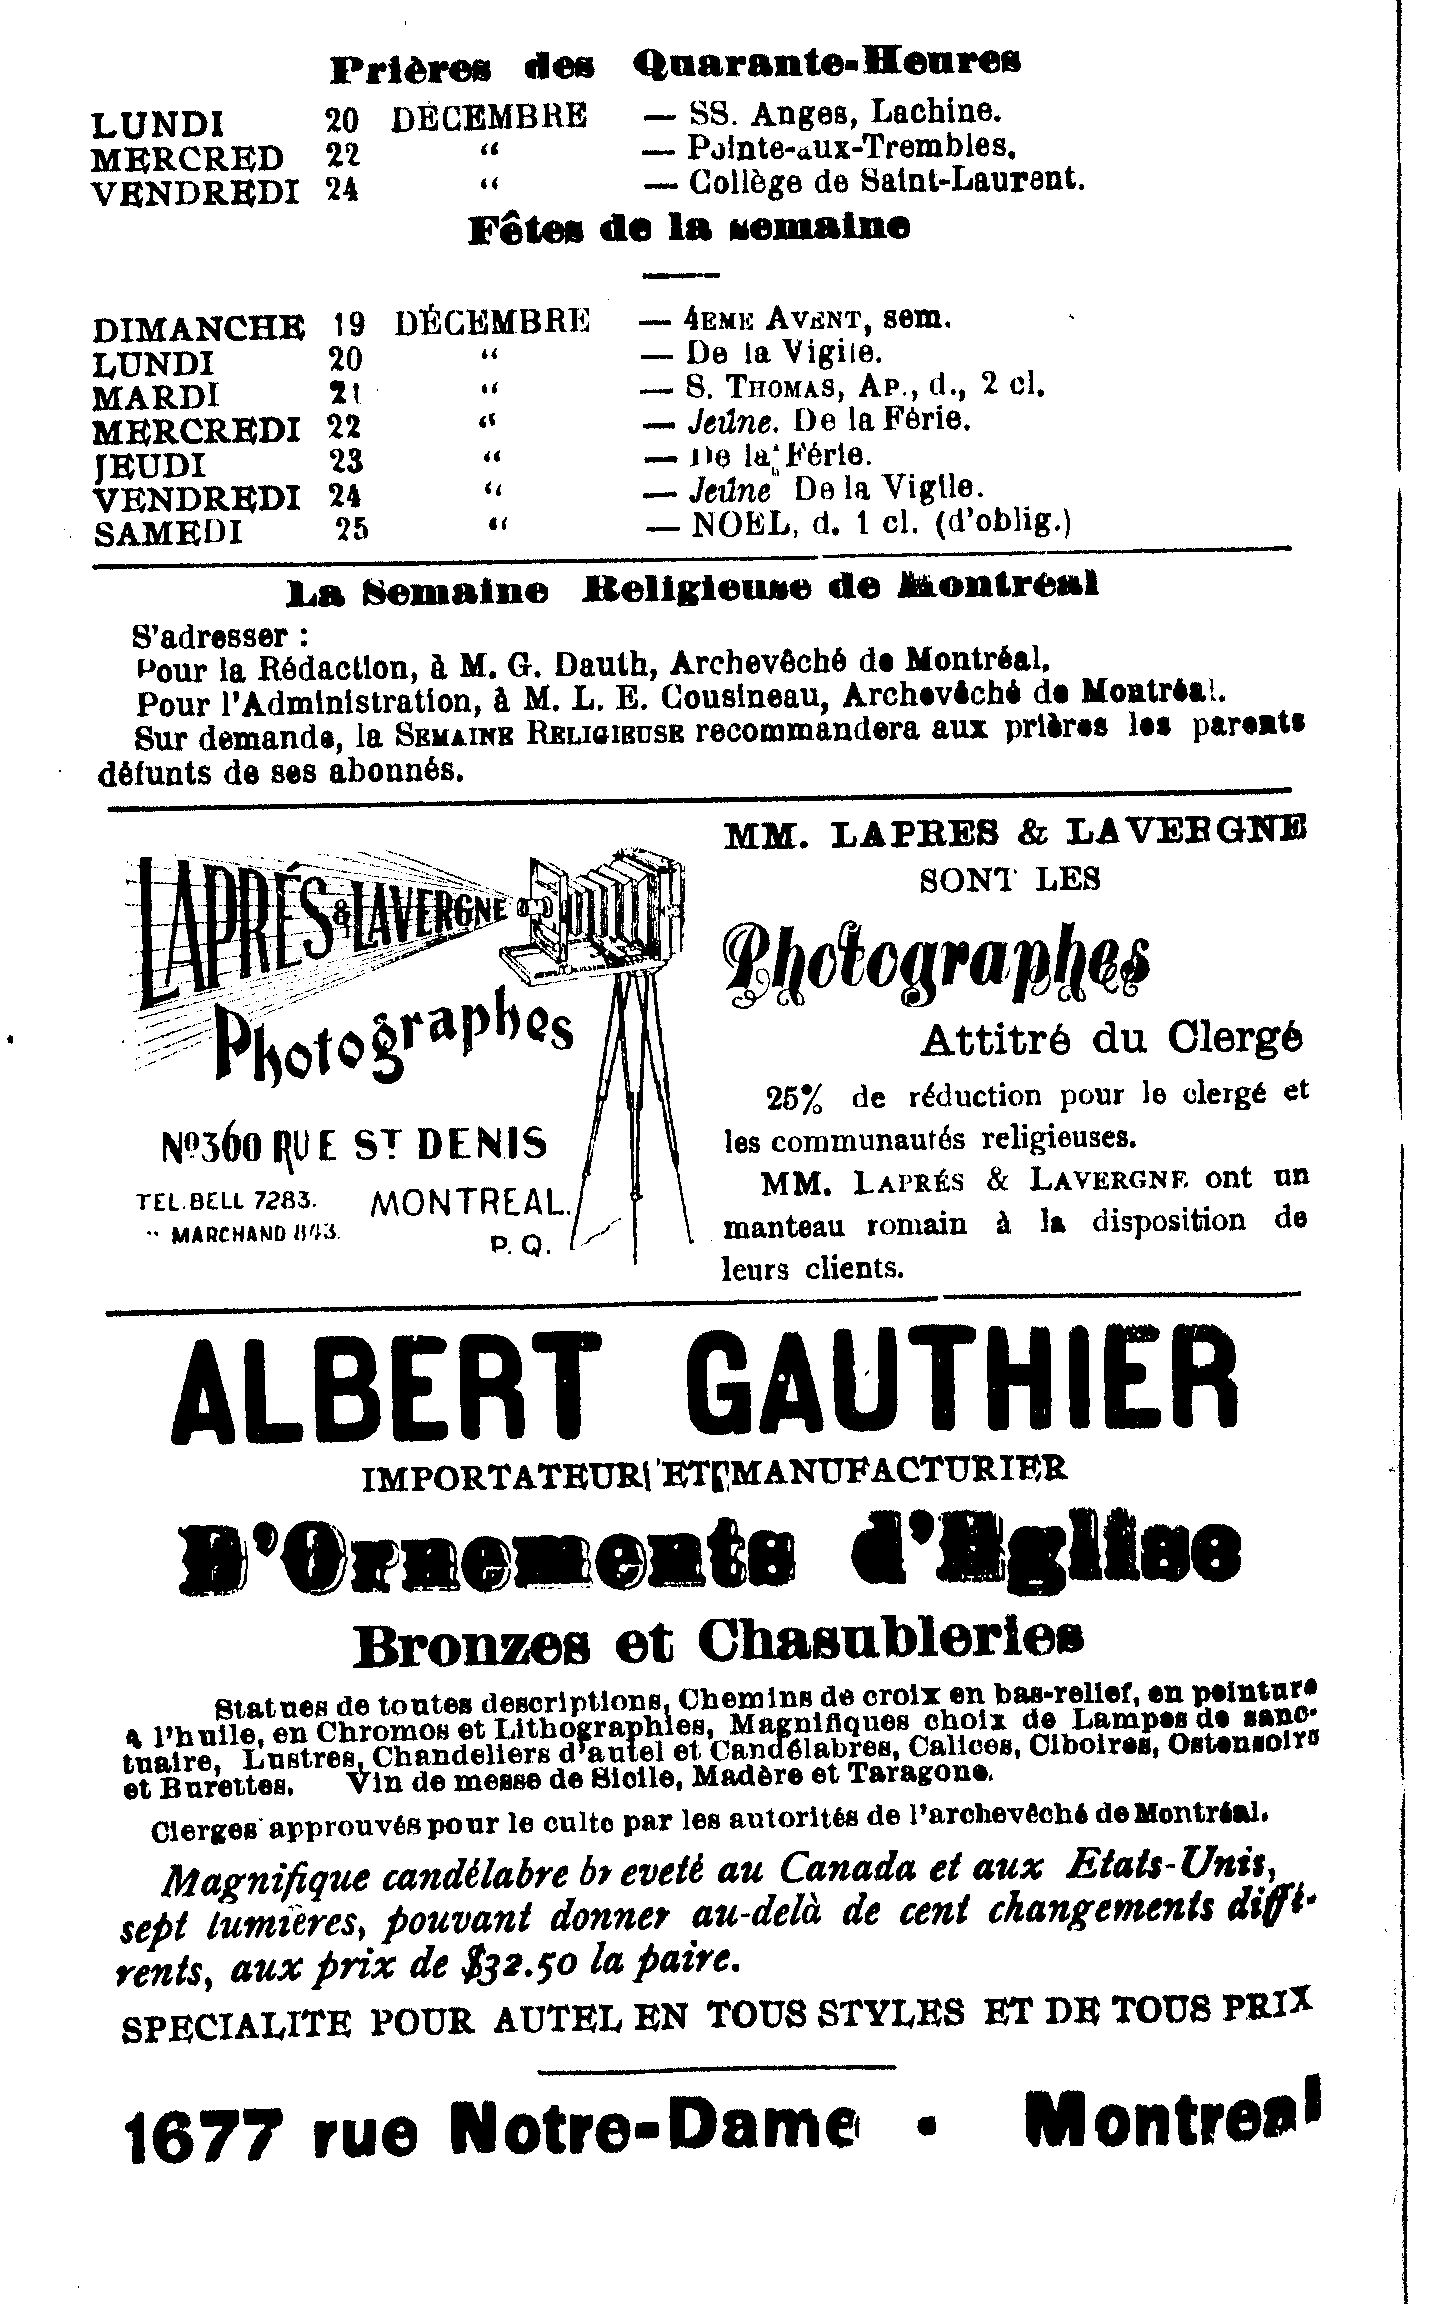 Prières des Quarante-Heures
LUNDI 20 DÉCEMBRE — SS. Anges, Lachine.
MERCRED 22 “ — Pointe-aux-Trembles.
VENDREDI 24 “ — Collège de Saint-Laurent.
Fêtes de la semaine
DIMANCHE 19 DÉCEMBRE — 4EME AVENT, sem.
LUNDI 20 “ — De la Vigile.
MARDI 21 “ — S. THOMAS, AP., d., 2 cl.
MERCREDI 22 “ — Jeûne. De la Férie.
JEUDI 23 “ — De la Férie.
VENDREDI 24 “ — Jeûne De la Vigile.
SAMEDI 25 “ — NOEL, d. 1 cl. (d'oblig.)
La Semaine Religieuse de Montréal
S'adresser :
Pour la Rédaction, à M. G. Dauth, Archevêché de Montréal.
Pour l'Administration, à M. L. E. Cousineau, Archevêché de Montréal.
Sur demande, la SEMAINE RELIGIEUSE recommandera aux prières les parents
défunts de ses abonnés.
LAPRÉS & LAVERGNE
Photographes
No 360 RUE ST DENIS
TEL. BELL 7283. MONTREAL.
" MARCHAND 843. P. Q.
MM. LAPRES & LAVERGNE
SONT LES
Photographes
Attitré du Clergé
25% de réduction pour le clergé et
les communautés religieuses.
MM. LAPRÉS & LAVERGNE ont un
manteau romain à la disposition de
leurs clients.
ALBERT GAUTHIER
IMPORTATEUR ET MANUFACTURIER
D'Ornements d'Eglise
Bronzes et Chasubleries
Statues de toutes descriptions, Chemins de croix en bas-relief, en peinture
à l'huile, en Chromos et Lithographies, Magnifiques choix de Lampes de sanc-
tuaire, Lustres, Chandeliers d'autel et Candélabres, Calices, Ciboires, Ostensoirs
et Burettes. Vin de messe de Sicile, Madère et Taragone.
Cierges approuvés pour le culte par les autorités de l'archevêché de Montréal.
Magnifique candélabre breveté au Canada et aux Etats-Unis,
sept lumières, pouvant donner au-delà de cent changements diffé-
rents, aux prix de $32.50 la paire.
SPECIALITE POUR AUTEL EN TOUS STYLES ET DE TOUS PRIX
1677 rue Notre-Dame - Montreal